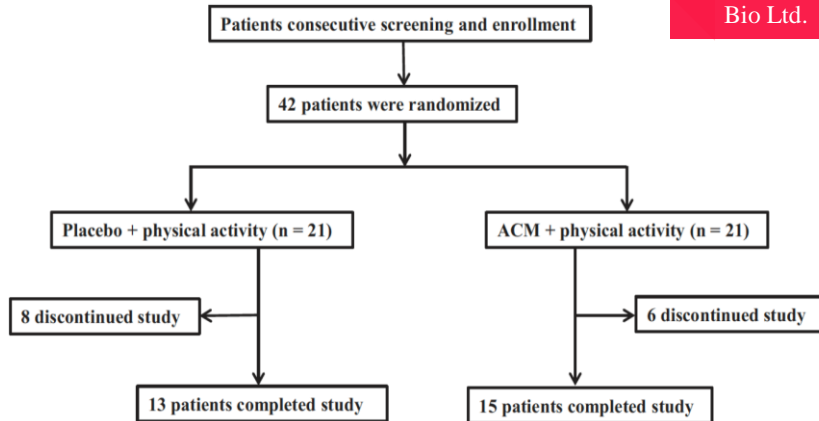 Bio Ltd.
Patients consecutive screening and enrollment
42 patients were randomized
Placebo + physical activity (n = 21)
ACM + physical activity (n = 21)
8 discontinued study
6 discontinued study
13 patients completed study
15 patients completed study